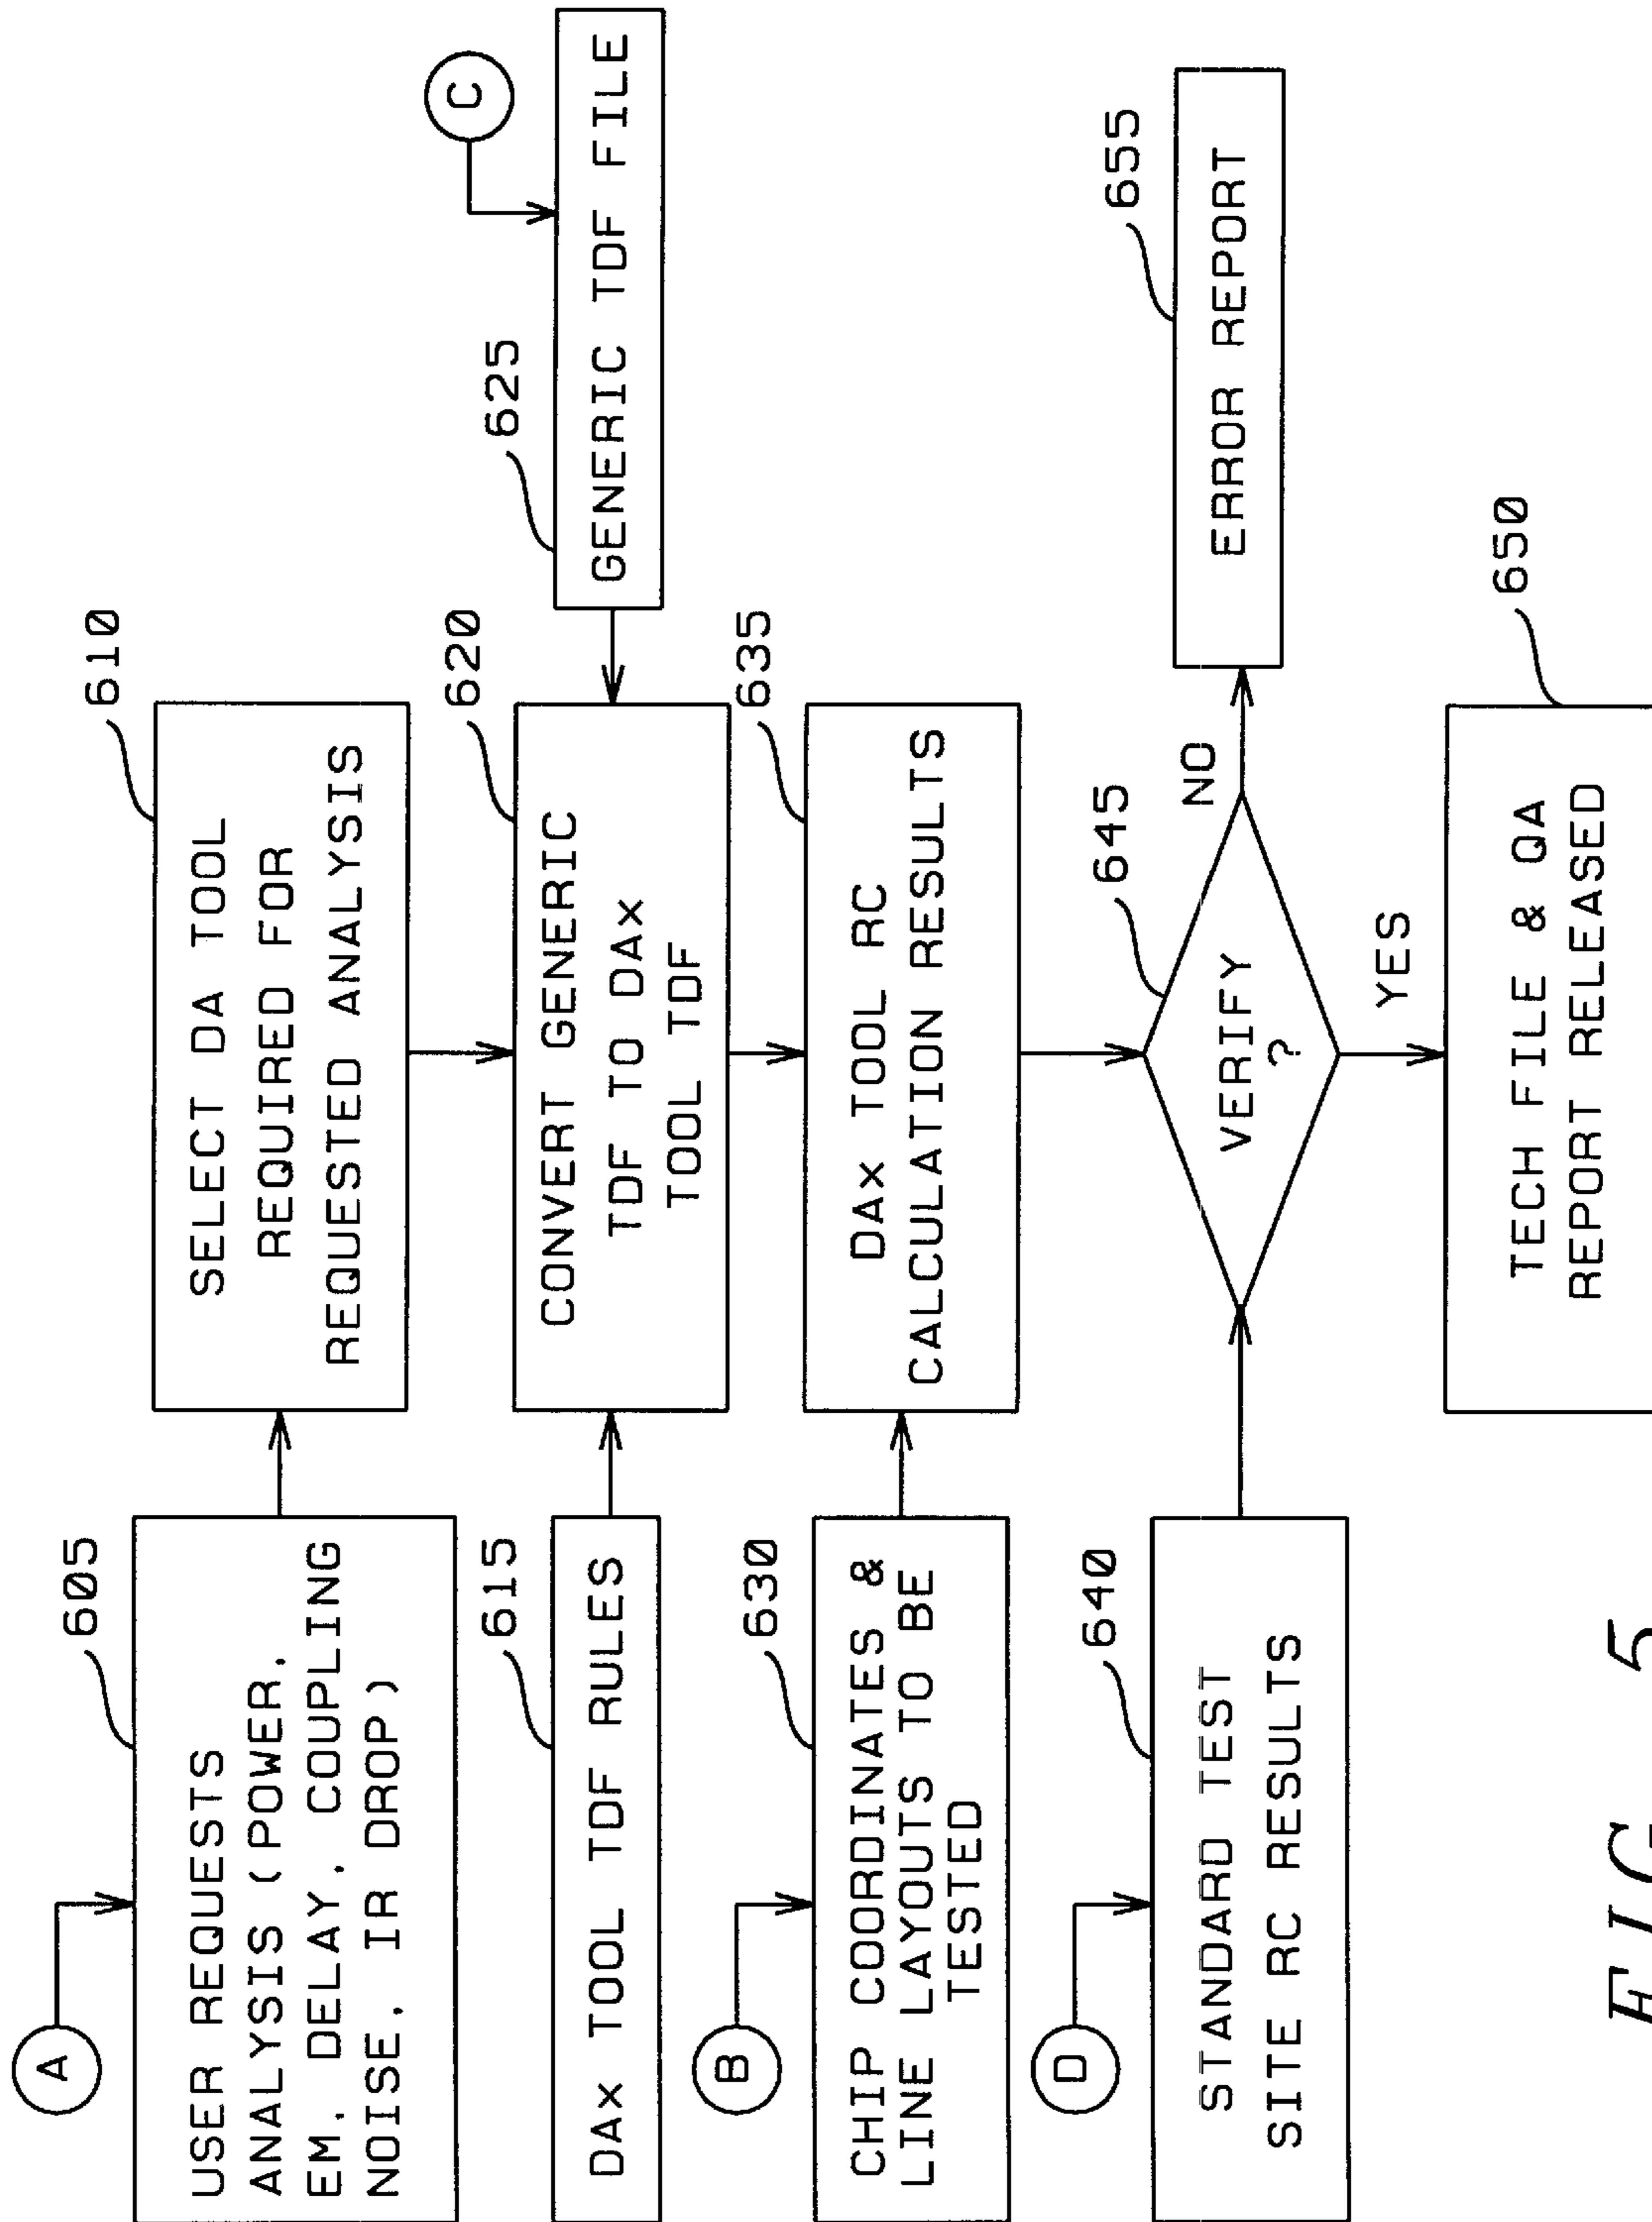 A
605
USER REQUESTS
ANALYSIS (POWER,
EM, DELAY, COUPLING
NOISE, IR DROP)
610
SELECT DA TOOL
REQUIRED FOR
REQUESTED ANALYSIS
615
DAx TOOL TDF RULES
620
CONVERT GENERIC
TDF TO DAx
TOOL TDF
C
625
GENERIC TDF FILE
B
630
CHIP COORDINATES &
LINE LAYOUTS TO BE
TESTED
635
DAx TOOL RC
CALCULATION RESULTS
D
640
STANDARD TEST
SITE RC RESULTS
645
VERIFY
?
NO
655
ERROR REPORT
YES
650
TECH FILE & QA
REPORT RELEASED
FIG. 5